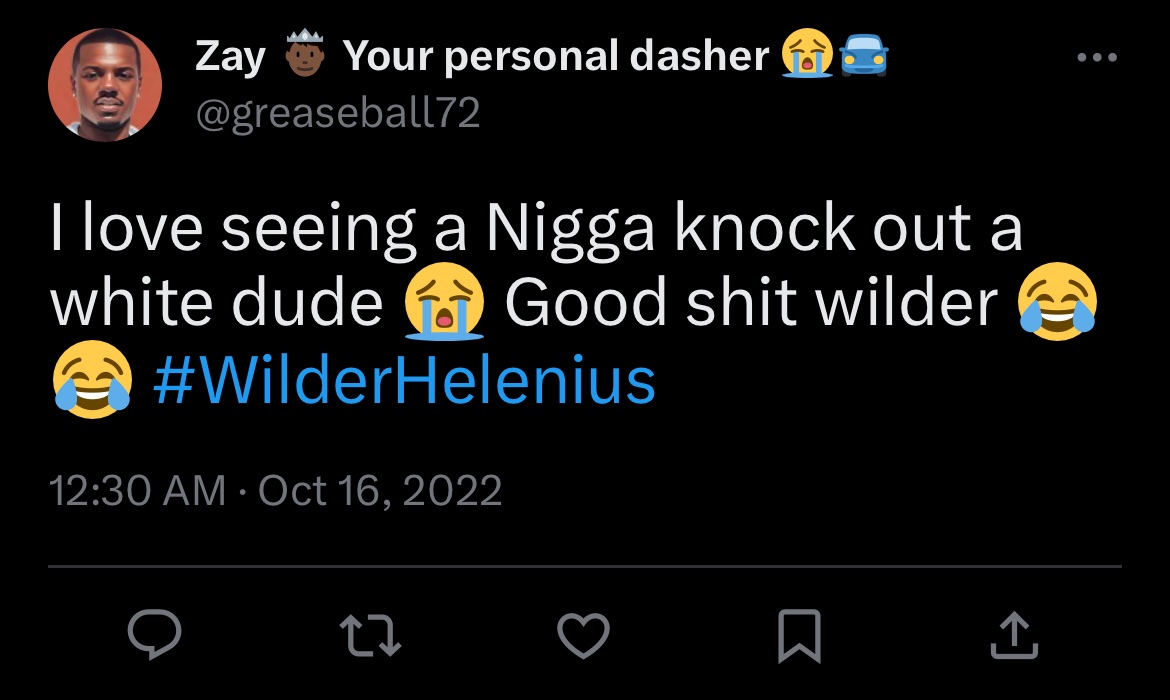 Zay 🤴🏾 Your personal dasher 😭🚙
@greaseball72
I love seeing a Nigga knock out a
white dude 😭 Good shit wilder 😂
😂 #WilderHelenius
12:30 AM · Oct 16, 2022